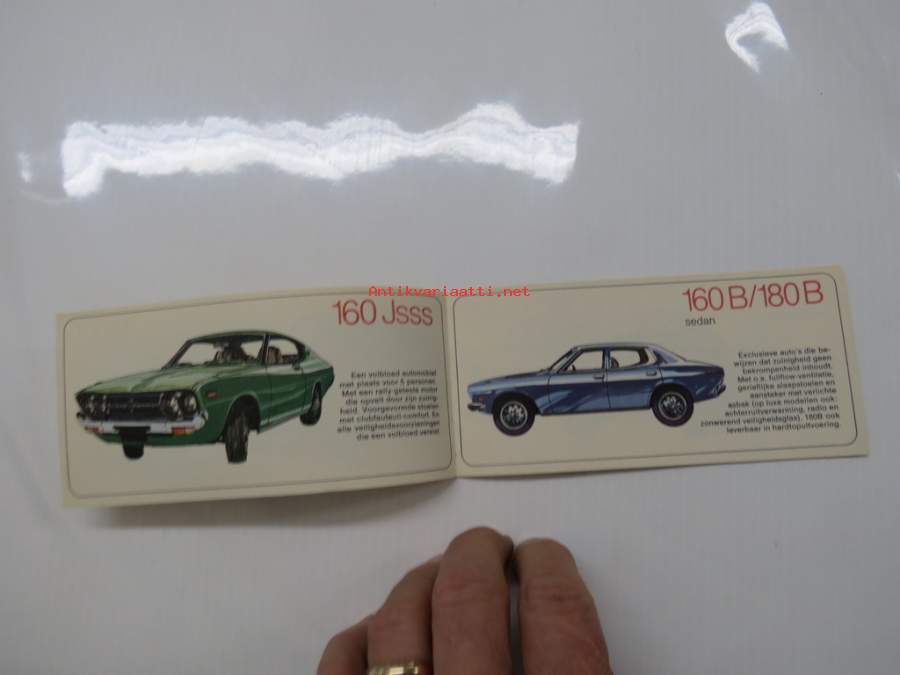 Antikvariaatti.net
160 Jsss
Een volbloed automobiel
met plaats voor 5 personen.
Met een rally-geteste motor
die opvalt door zijn zuinig-
heid. Voorgevormde stoelen
met clubfauteuil-comfort. En
alle veiligheidsvoorzieningen
die een volbloed vereist.
160B/180B
sedan
Exclusieve auto's die be-
wijzen dat zuinigheid geen
bekrompenheid inhoudt.
Met o.a. fullflow-ventilatie,
gerieflijke slaapstoelen en
aansteker met verlichte
asbak (op luxe modellen ook:
achterruitverwarming, radio en
zonwerend veiligheidsglas). 180B ook
leverbaar in hardtopuitvoering.